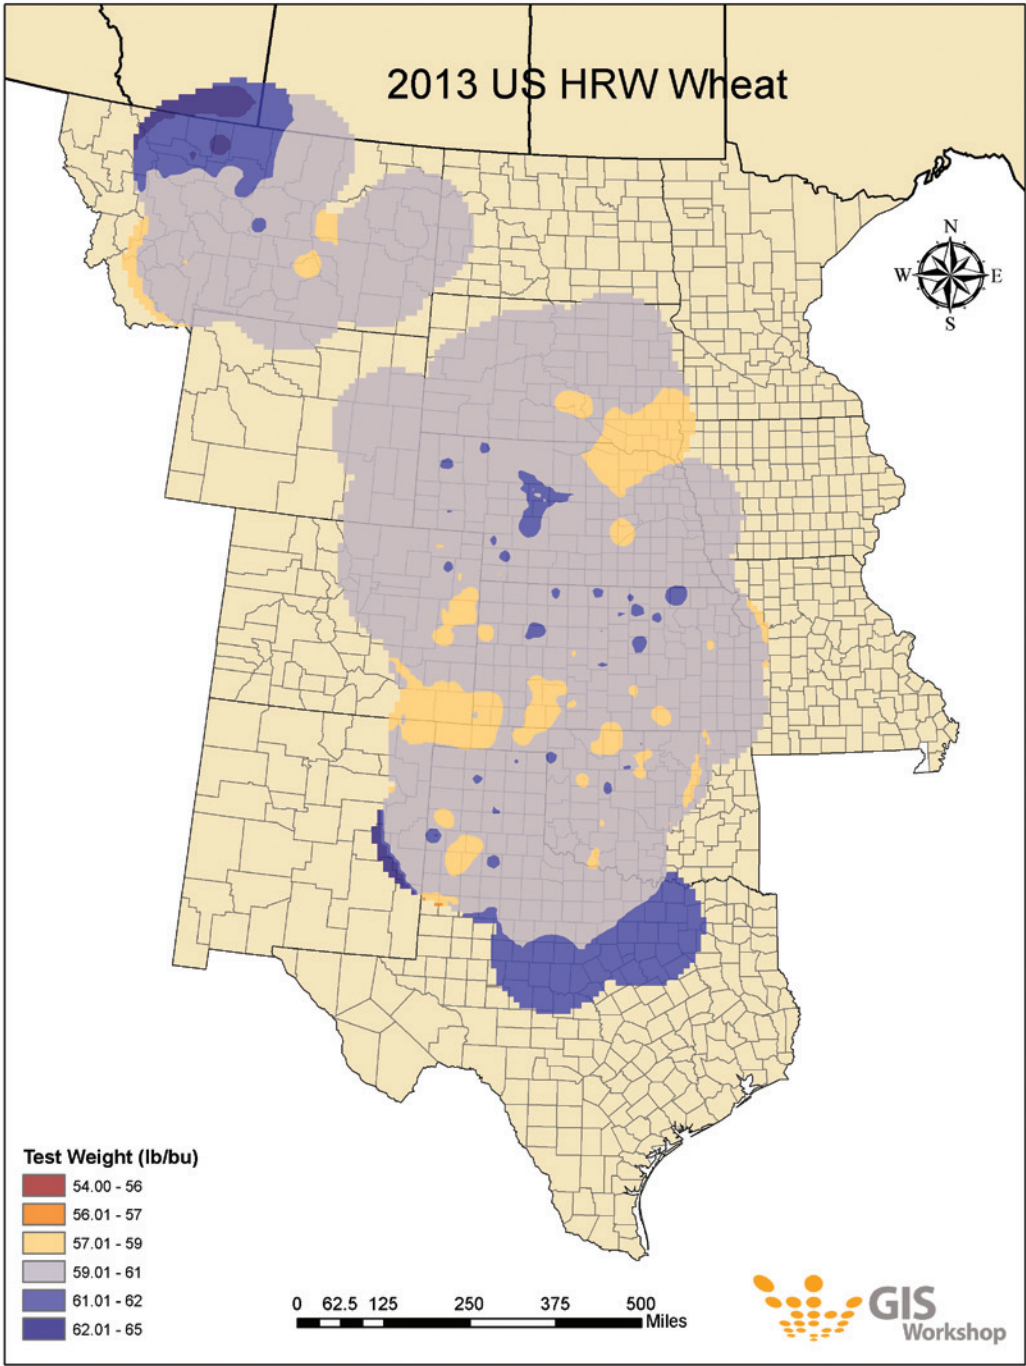 2013 US HRW Wheat
N
W E
S
Test Weight (lb/bu)
54.00 - 56
56.01 - 57
57.01 - 59
59.01 - 61
61.01 - 62
62.01 - 65
0 62.5 125 250 375 500
Miles
GIS
Workshop